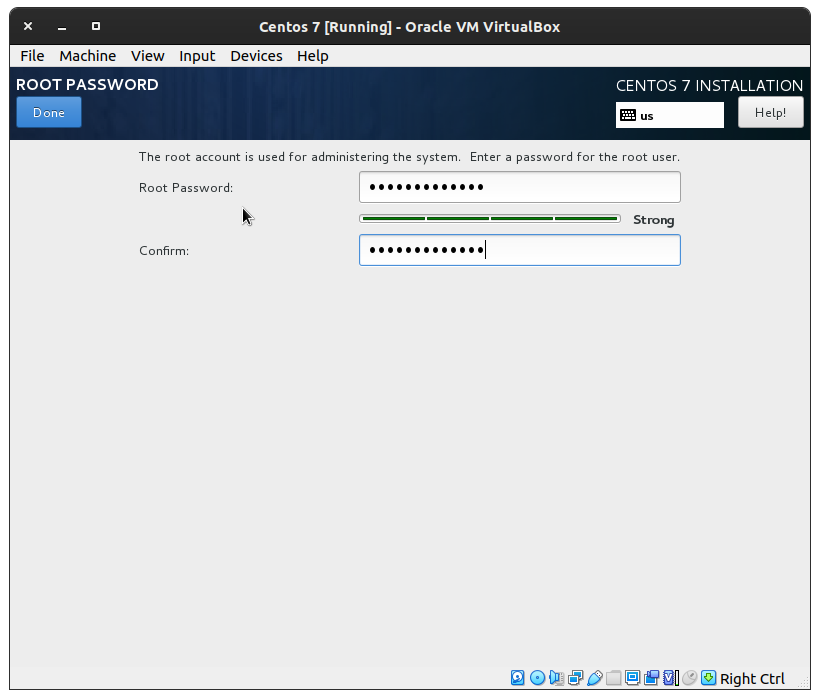 Centos 7 [Running] - Oracle VM VirtualBox
File Machine View Input Devices Help
ROOT PASSWORD
CENTOS 7 INSTALLATION
Done
us
Help!
The root account is used for administering the system. Enter a password for the root user.
Root Password: •••••••••••••
Strong
Confirm: •••••••••••••
Right Ctrl